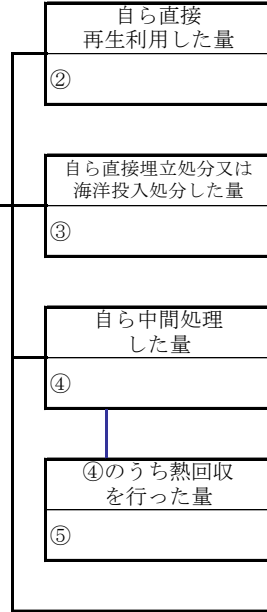 自ら直接
再生利用した量
②
自ら直接埋立処分又は
海洋投入処分した量
③
自ら中間処理
した量
④
④のうち熱回収
を行った量
⑤